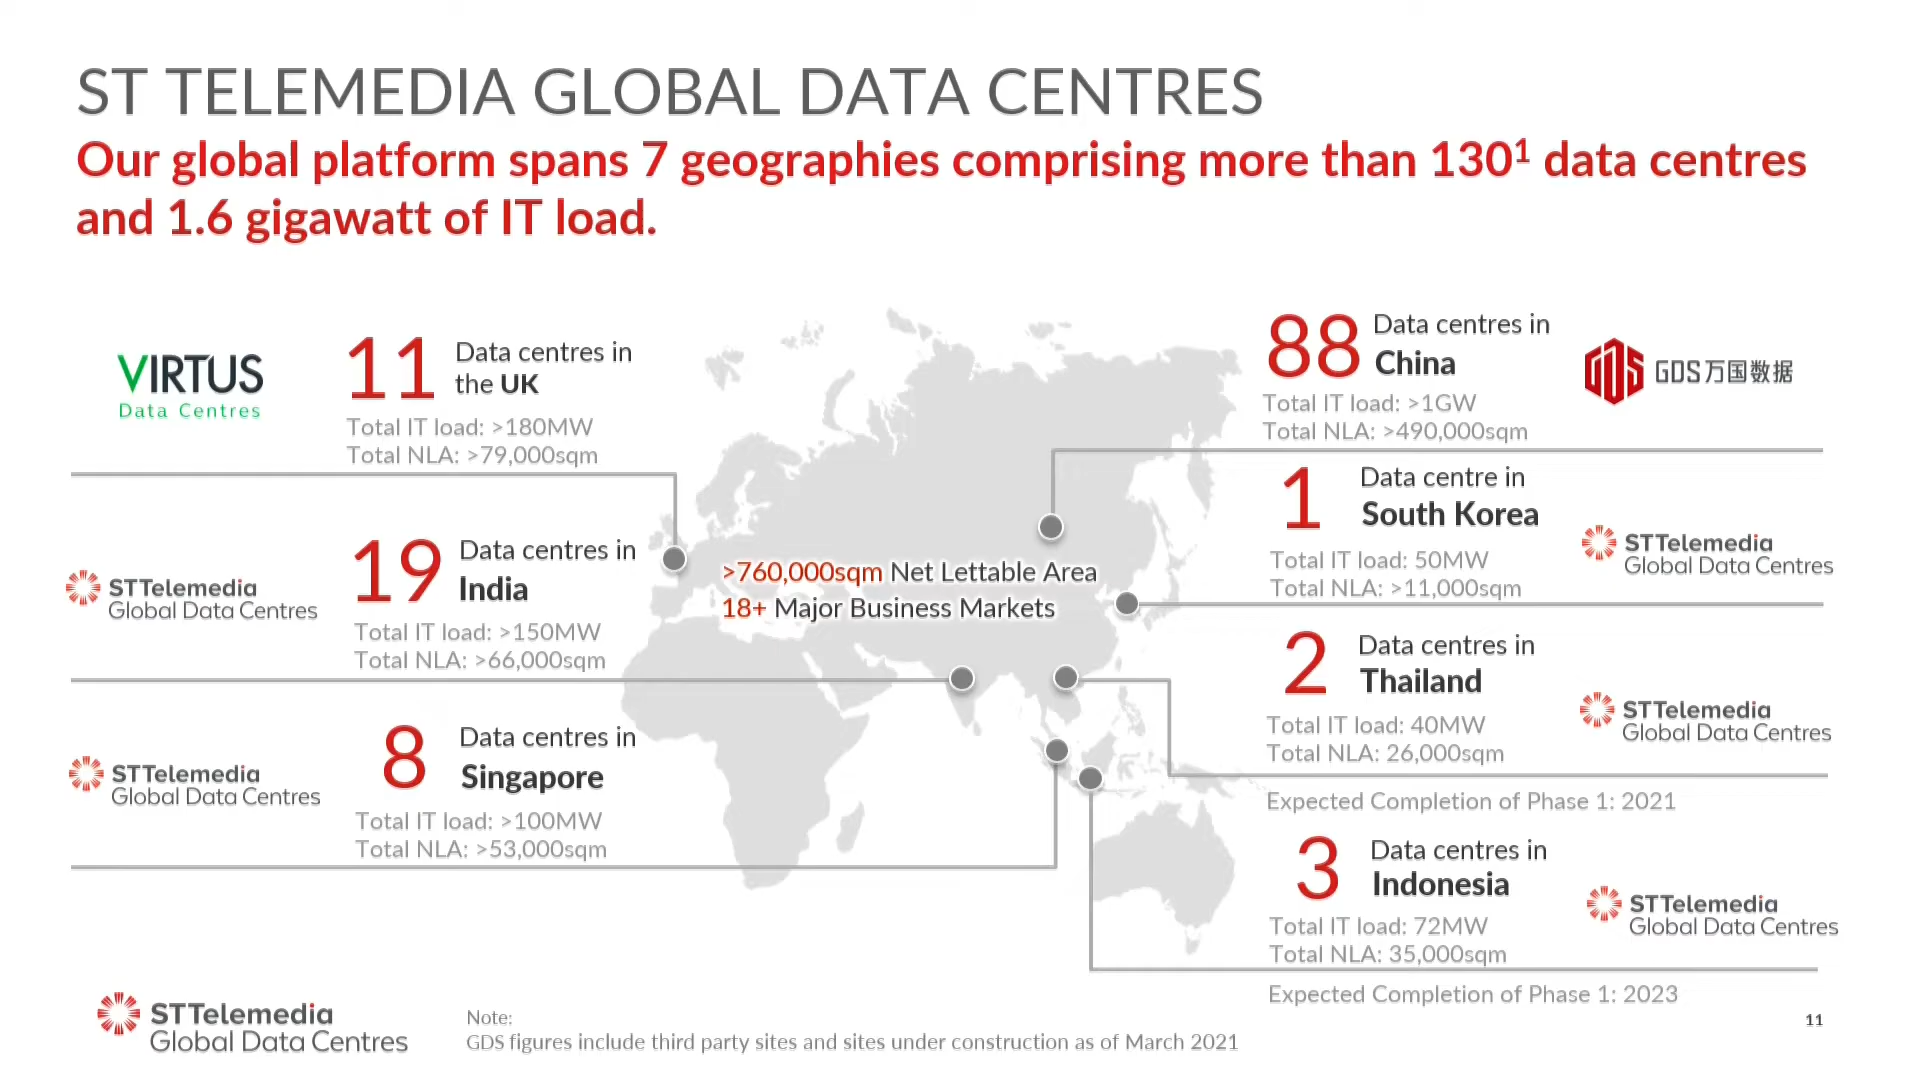 ST TELEMEDIA GLOBAL DATA CENTRES
Our global platform spans 7 geographies comprising more than 130¹ data centres
and 1.6 gigawatt of IT load.
VIRTUS
Data Centres
11
Data centres in
the UK
Total IT load: >180MW
Total NLA: >79,000sqm
STTelemedia
Global Data Centres
19
Data centres in
India
Total IT load: >150MW
Total NLA: >66,000sqm
STTelemedia
Global Data Centres
8
Data centres in
Singapore
Total IT load: >100MW
Total NLA: >53,000sqm
>760,000sqm Net Lettable Area
18+ Major Business Markets
88
Data centres in
China
Total IT load: >1GW
Total NLA: >490,000sqm
GDS
GDS万国数据
1
Data centre in
South Korea
Total IT load: 50MW
Total NLA: >11,000sqm
STTelemedia
Global Data Centres
2
Data centres in
Thailand
Total IT load: 40MW
Total NLA: 26,000sqm
STTelemedia
Global Data Centres
Expected Completion of Phase 1: 2021
3
Data centres in
Indonesia
Total IT load: 72MW
Total NLA: 35,000sqm
STTelemedia
Global Data Centres
Expected Completion of Phase 1: 2023
STTelemedia
Global Data Centres
Note:
GDS figures include third party sites and sites under construction as of March 2021
11